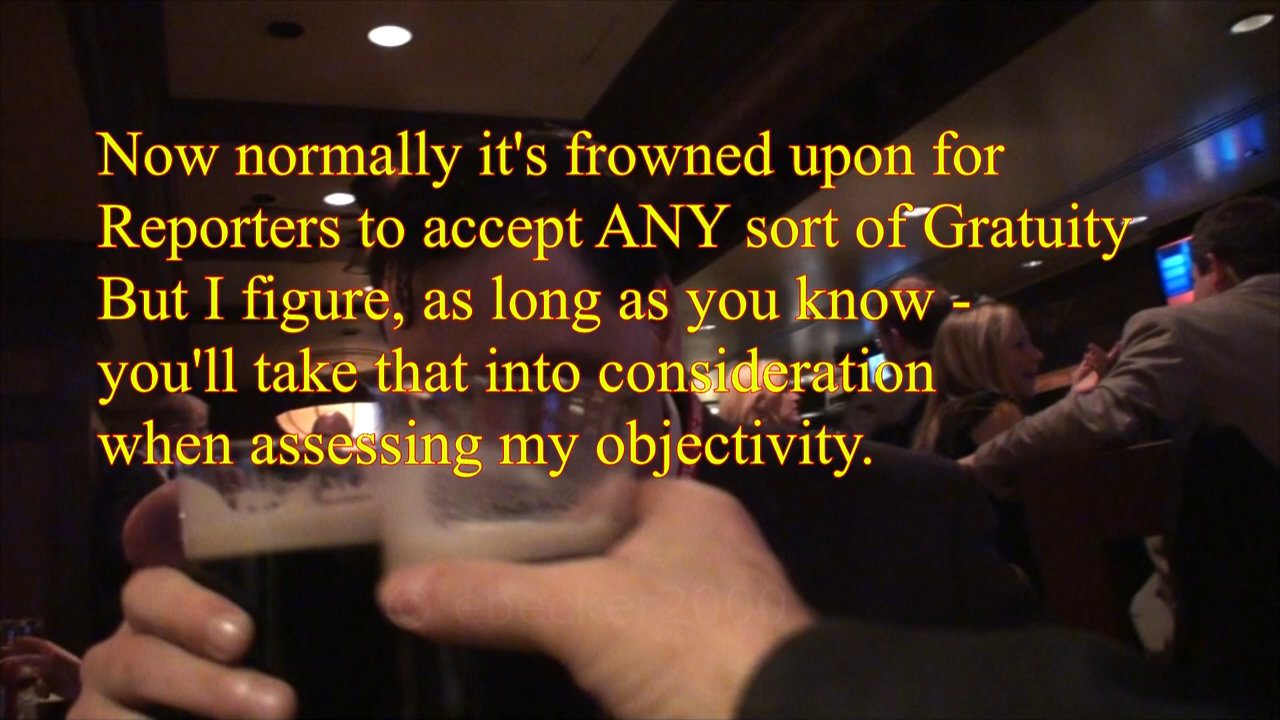 Now normally it's frowned upon for
Reporters to accept ANY sort of Gratuity
But I figure, as long as you know -
you'll take that into consideration
when assessing my objectivity.